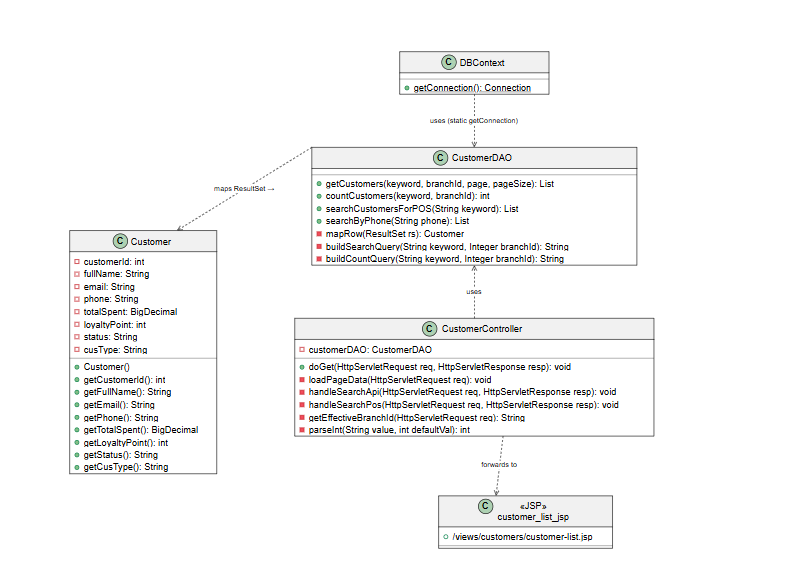 C DBContext
getConnection(): Connection
uses (static getConnection)
C CustomerDAO
getCustomers(keyword, branchId, page, pageSize): List
countCustomers(keyword, branchId): int
searchCustomersForPOS(String keyword): List
searchByPhone(String phone): List
mapRow(ResultSet rs): Customer
buildSearchQuery(String keyword, Integer branchId): String
buildCountQuery(String keyword, Integer branchId): String
maps ResultSet →
C Customer
customerId: int
fullName: String
email: String
phone: String
totalSpent: BigDecimal
loyaltyPoint: int
status: String
cusType: String
Customer()
getCustomerId(): int
getFullName(): String
getEmail(): String
getPhone(): String
getTotalSpent(): BigDecimal
getLoyaltyPoint(): int
getStatus(): String
getCusType(): String
uses
C CustomerController
customerDAO: CustomerDAO
doGet(HttpServletRequest req, HttpServletResponse resp): void
loadPageData(HttpServletRequest req): void
handleSearchApi(HttpServletRequest req, HttpServletResponse resp): void
handleSearchPos(HttpServletRequest req, HttpServletResponse resp): void
getEffectiveBranchId(HttpServletRequest req): String
parseInt(String value, int defaultVal): int
forwards to
C «JSP»
customer_list_jsp
/views/customers/customer-list.jsp